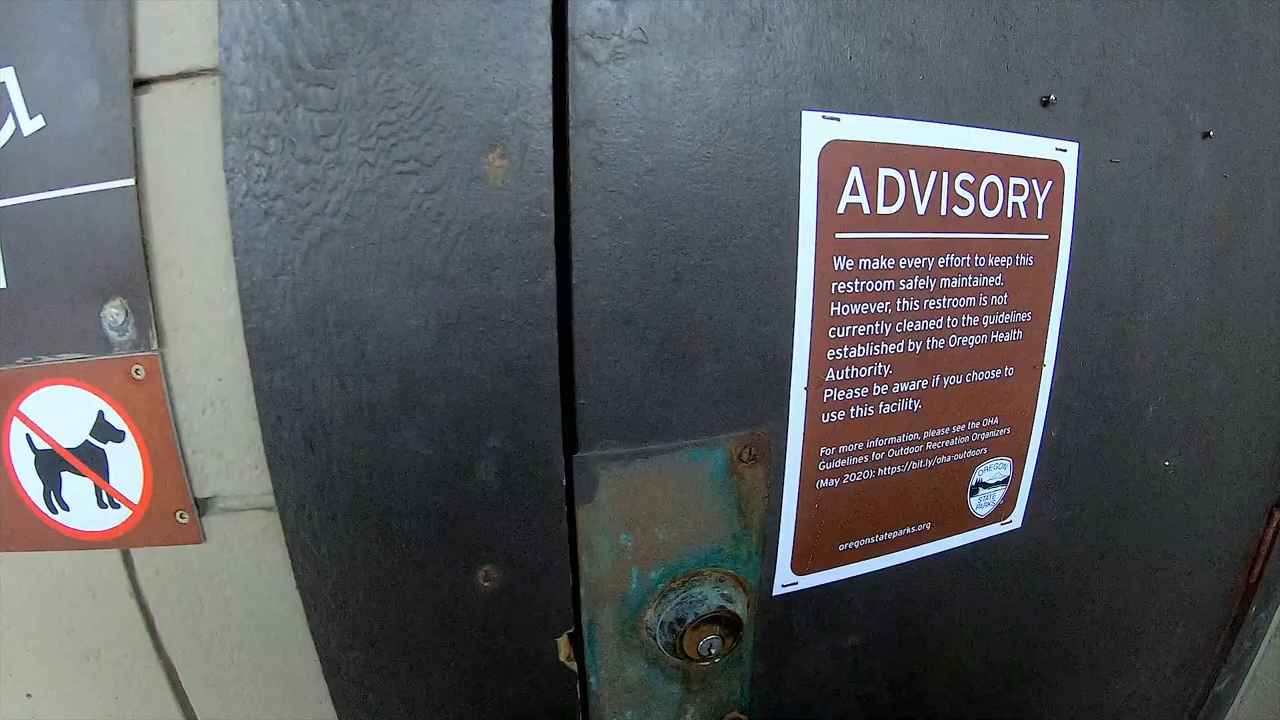 ADVISORY
We make every effort to keep this
restroom safely maintained.
However, this restroom is not
currently cleaned to the guidelines
established by the Oregon Health
Authority.
Please be aware if you choose to
use this facility.
For more information, please see the OHA
Guidelines for Outdoor Recreation Organizers
(May 2020): https://bit.ly/oha-outdoors
OREGON
STATE
PARKS
oregonstateparks.org